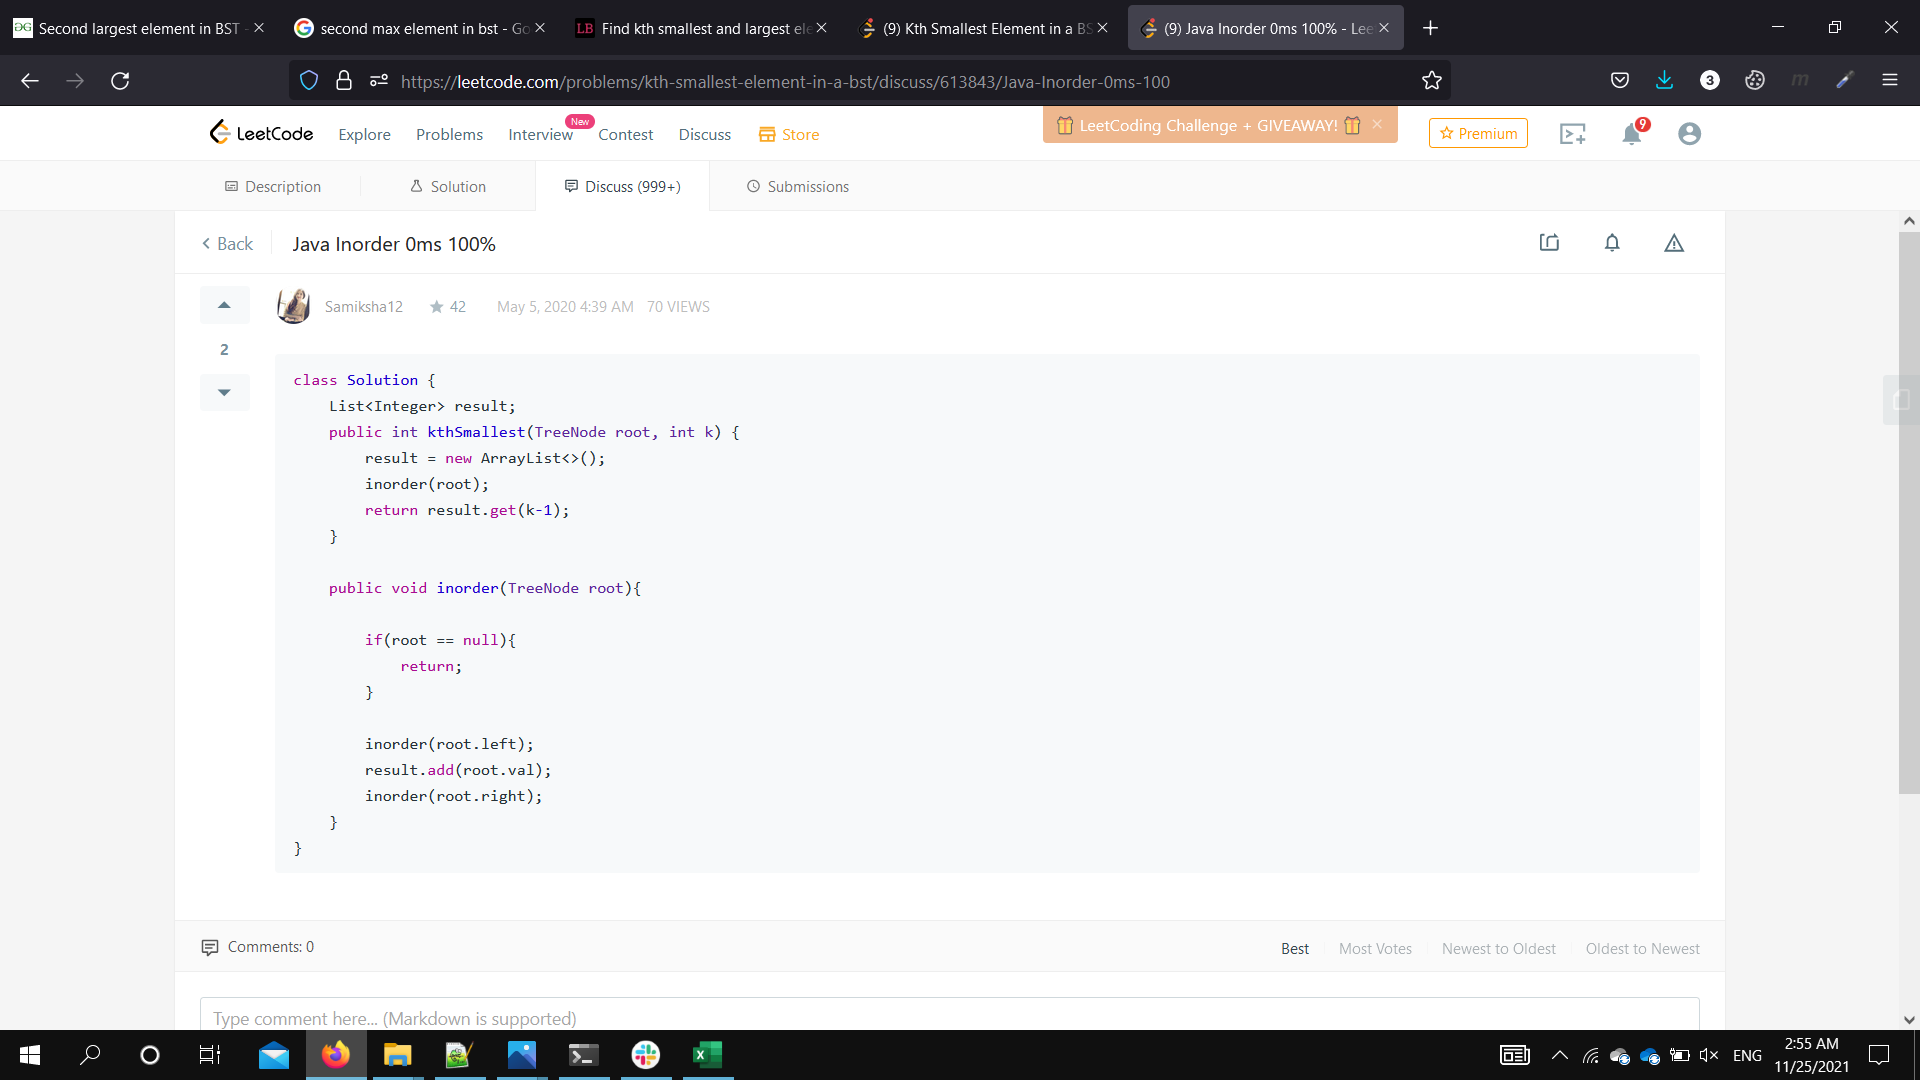 Second largest element in BST -
second max element in bst - Go
LB Find kth smallest and largest ele
(9) Kth Smallest Element in a BS
(9) Java Inorder 0ms 100% - Lee
https://leetcode.com/problems/kth-smallest-element-in-a-bst/discuss/613843/Java-Inorder-0ms-100
3
m
LeetCode
Explore
Problems
Interview
New
Contest
Discuss
Store
LeetCoding Challenge + GIVEAWAY!
Premium
9
Description
Solution
Discuss (999+)
Submissions
Back
Java Inorder 0ms 100%
2
Samiksha12
42
May 5, 2020 4:39 AM
70 VIEWS
class Solution {
    List<Integer> result;
    public int kthSmallest(TreeNode root, int k) {
        result = new ArrayList<>();
        inorder(root);
        return result.get(k-1);
    }
    public void inorder(TreeNode root){
        if(root == null){
            return;
        }
        inorder(root.left);
        result.add(root.val);
        inorder(root.right);
    }
}
Comments: 0
Best
Most Votes
Newest to Oldest
Oldest to Newest
Type comment here... (Markdown is supported)
ENG
2:55 AM
11/25/2021